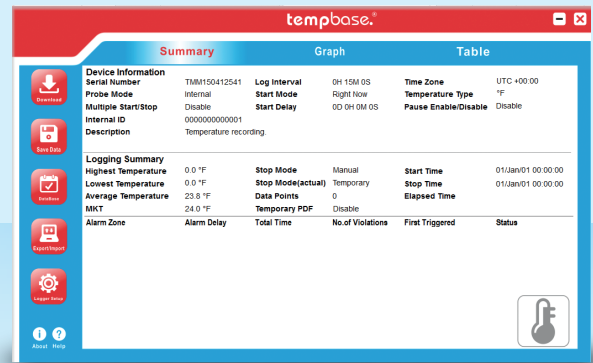 tempbase.®
Summary Graph Table
Device Information
Serial Number TMM150412541 Log Interval 0H 15M 0S Time Zone UTC +00:00
Probe Mode Internal Start Mode Right Now Temperature Type °F
Multiple Start/Stop Disable Start Delay 0D 0H 0M 0S Pause Enable/Disable Disable
Internal ID 0000000000001
Description Temperature recording.
Logging Summary
Highest Temperature 0.0 °F Stop Mode Manual Start Time 01/Jan/01 00:00:00
Lowest Temperature 0.0 °F Stop Mode(actual) Temporary Stop Time 01/Jan/01 00:00:00
Average Temperature 23.8 °F Data Points 0 Elapsed Time
MKT 24.0 °F Temporary PDF Disable
Alarm Zone Alarm Delay Total Time No.of Violations First Triggered Status
Download
Save Data
DataBase
Export/Import
Logger Setup
About Help